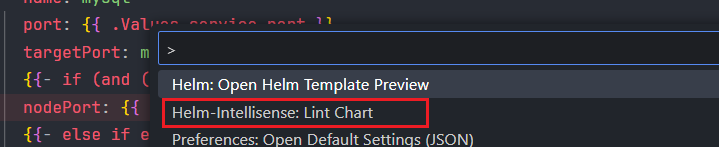 name: mysql
port: {{ .Values.service.port }}
targetPort: m
{{- if (and (
nodePort: {{
{{- else if e
>
Helm: Open Helm Template Preview
Helm-Intellisense: Lint Chart
Preferences: Open Default Settings (JSON)